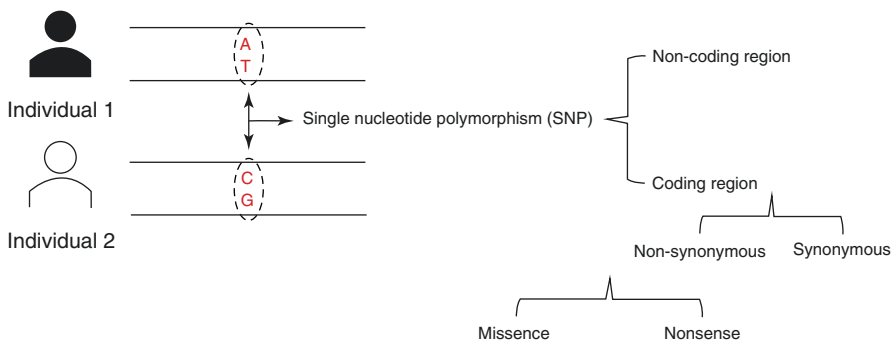 A
T
Individual 1
Single nucleotide polymorphism (SNP)
Non-coding region
Coding region
C
G
Individual 2
Non-synonymous
Synonymous
Missence
Nonsense